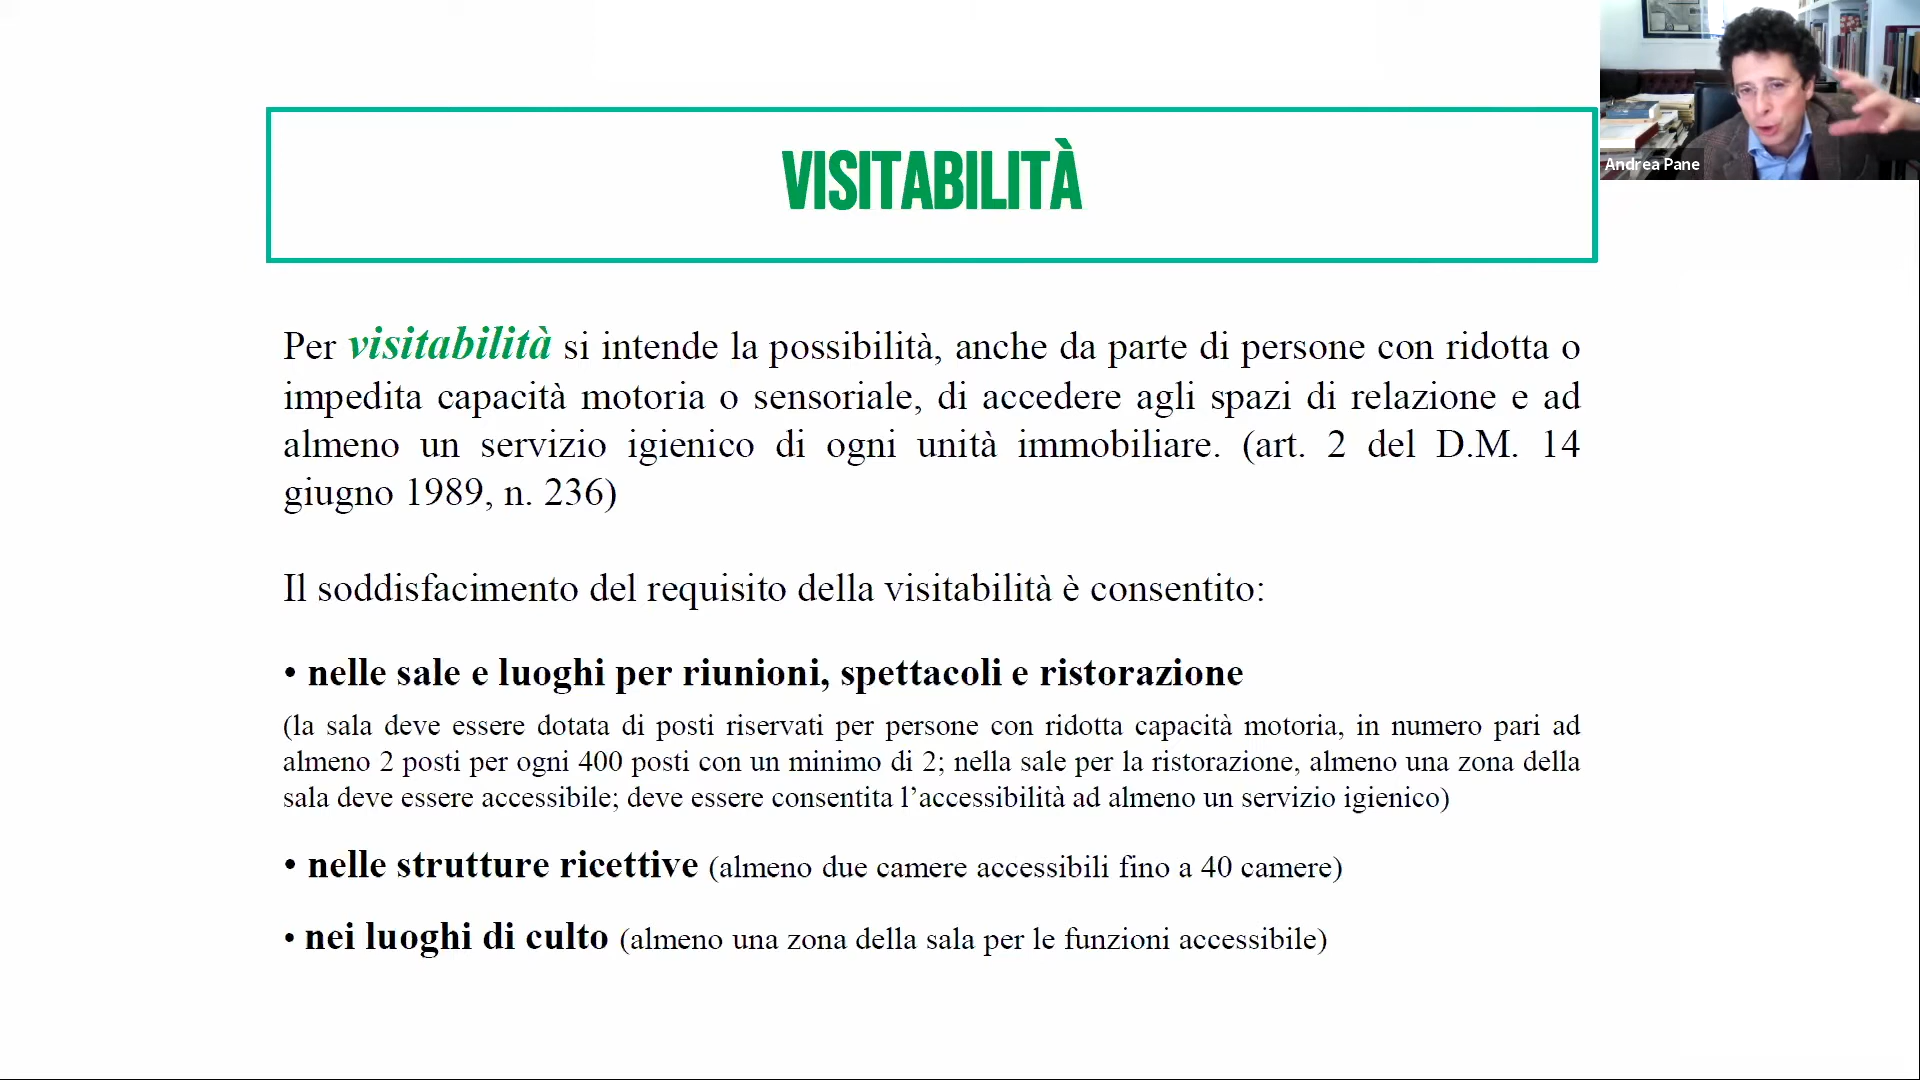 Andrea Pane
VISITABILITÀ
Per visitabilità si intende la possibilità, anche da parte di persone con ridotta o
impedita capacità motoria o sensoriale, di accedere agli spazi di relazione e ad
almeno un servizio igienico di ogni unità immobiliare. (art. 2 del D.M. 14
giugno 1989, n. 236)
Il soddisfacimento del requisito della visitabilità è consentito:
• nelle sale e luoghi per riunioni, spettacoli e ristorazione
(la sala deve essere dotata di posti riservati per persone con ridotta capacità motoria, in numero pari ad
almeno 2 posti per ogni 400 posti con un minimo di 2; nella sale per la ristorazione, almeno una zona della
sala deve essere accessibile; deve essere consentita l’accessibilità ad almeno un servizio igienico)
• nelle strutture ricettive (almeno due camere accessibili fino a 40 camere)
• nei luoghi di culto (almeno una zona della sala per le funzioni accessibile)